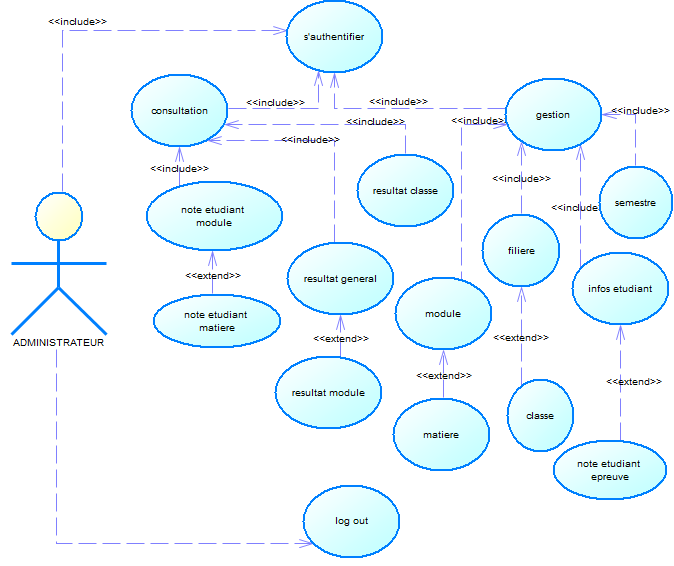 <<include>>
s'authentifier
consultation
<<include>>
<<include>>
gestion
<<include>>
<<include>>
<<include>>
<<include>>
<<include>>
resultat classe
<<include>>
semestre
note etudiant
module
<<include>>
filiere
<<extend>>
resultat general
infos etudiant
note etudiant
matiere
module
ADMINISTRATEUR
<<extend>>
<<extend>>
<<extend>>
<<extend>>
resultat module
classe
matiere
note etudiant
epreuve
log out